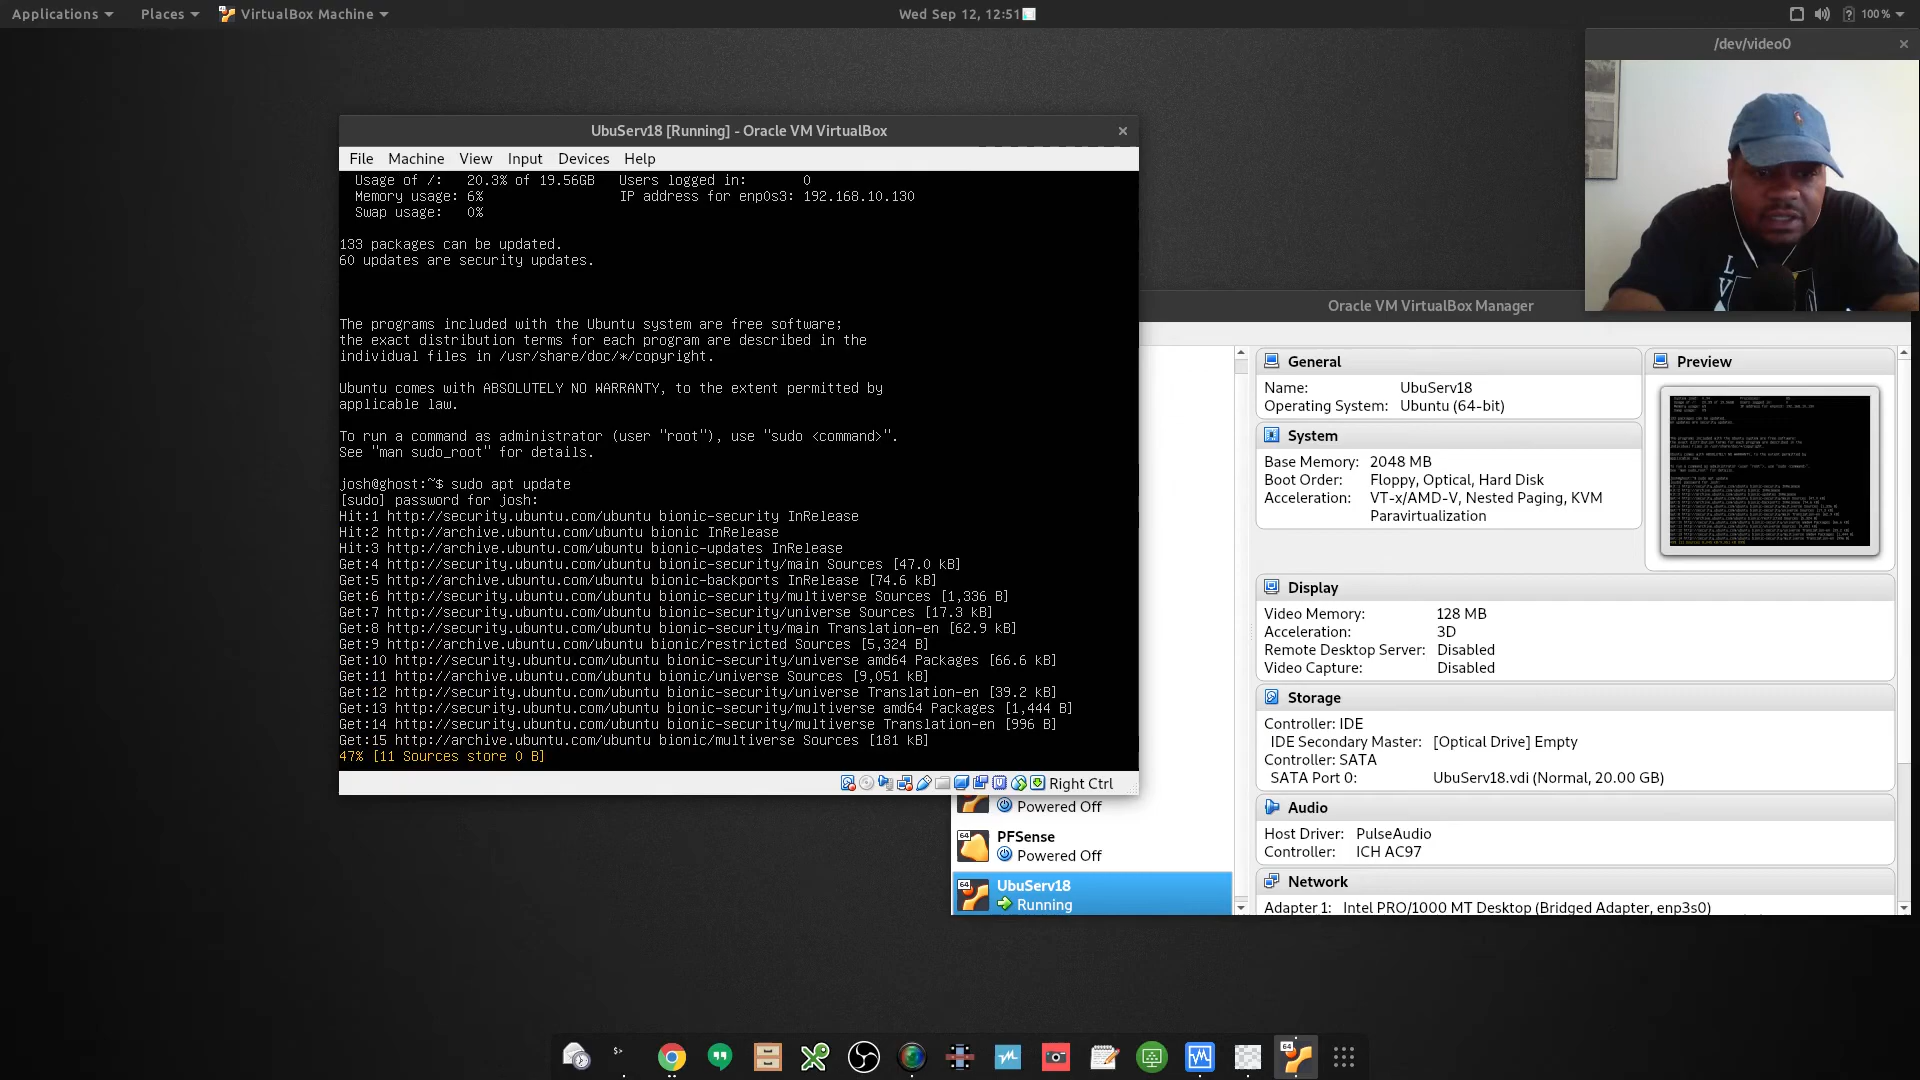 Applications
Places
VirtualBox Machine
Wed Sep 12, 12:51
100%
/dev/video0
UbuServ18 [Running] - Oracle VM VirtualBox
File Machine View Input Devices Help
Usage of /: 20.3% of 19.56GB Users logged in: 0
Memory usage: 6% IP address for enp0s3: 192.168.10.130
Swap usage: 0%
133 packages can be updated.
60 updates are security updates.
The programs included with the Ubuntu system are free software;
the exact distribution terms for each program are described in the
individual files in /usr/share/doc/*/copyright.
Ubuntu comes with ABSOLUTELY NO WARRANTY, to the extent permitted by
applicable law.
To run a command as administrator (user "root"), use "sudo <command>".
See "man sudo_root" for details.
josh@ghost:~$ sudo apt update
[sudo] password for josh:
Hit:1 http://security.ubuntu.com/ubuntu bionic-security InRelease
Hit:2 http://archive.ubuntu.com/ubuntu bionic InRelease
Hit:3 http://archive.ubuntu.com/ubuntu bionic-updates InRelease
Get:4 http://security.ubuntu.com/ubuntu bionic-security/main Sources [47.0 kB]
Get:5 http://archive.ubuntu.com/ubuntu bionic-backports InRelease [74.6 kB]
Get:6 http://security.ubuntu.com/ubuntu bionic-security/multiverse Sources [1,336 B]
Get:7 http://security.ubuntu.com/ubuntu bionic-security/universe Sources [17.3 kB]
Get:8 http://security.ubuntu.com/ubuntu bionic-security/main Translation-en [62.9 kB]
Get:9 http://archive.ubuntu.com/ubuntu bionic/restricted Sources [5,324 B]
Get:10 http://security.ubuntu.com/ubuntu bionic-security/universe amd64 Packages [66.6 kB]
Get:11 http://archive.ubuntu.com/ubuntu bionic/universe Sources [9,051 kB]
Get:12 http://security.ubuntu.com/ubuntu bionic-security/universe Translation-en [39.2 kB]
Get:13 http://security.ubuntu.com/ubuntu bionic-security/multiverse amd64 Packages [1,444 B]
Get:14 http://security.ubuntu.com/ubuntu bionic-security/multiverse Translation-en [996 B]
Get:15 http://archive.ubuntu.com/ubuntu bionic/multiverse Sources [181 kB]
47% [11 Sources store 0 B]
Right Ctrl
Oracle VM VirtualBox Manager
Powered Off
64
PFSense
Powered Off
64
UbuServ18
Running
General
Name: UbuServ18
Operating System: Ubuntu (64-bit)
System
Base Memory: 2048 MB
Boot Order: Floppy, Optical, Hard Disk
Acceleration: VT-x/AMD-V, Nested Paging, KVM
Paravirtualization
Preview
Display
Video Memory: 128 MB
Acceleration: 3D
Remote Desktop Server: Disabled
Video Capture: Disabled
Storage
Controller: IDE
IDE Secondary Master: [Optical Drive] Empty
Controller: SATA
SATA Port 0: UbuServ18.vdi (Normal, 20.00 GB)
Audio
Host Driver: PulseAudio
Controller: ICH AC97
Network
Adapter 1: Intel PRO/1000 MT Desktop (Bridged Adapter, enp3s0)
$>
64